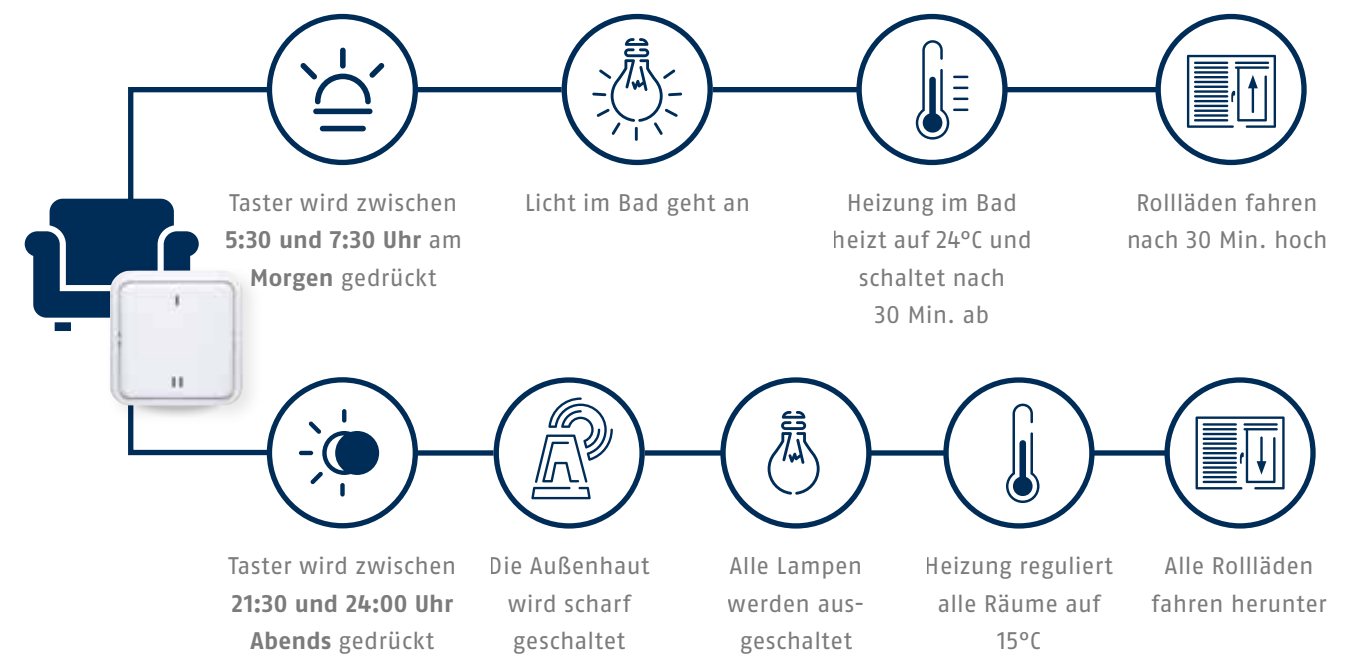 Taster wird zwischen
5:30 und 7:30 Uhr am
Morgen gedrückt
Licht im Bad geht an
Heizung im Bad
heizt auf 24°C und
schaltet nach
30 Min. ab
Rollläden fahren
nach 30 Min. hoch
I
II
Taster wird zwischen
21:30 und 24:00 Uhr
Abends gedrückt
Die Außenhaut
wird scharf
geschaltet
Alle Lampen
werden aus-
geschaltet
Heizung reguliert
alle Räume auf
15°C
Alle Rollläden
fahren herunter